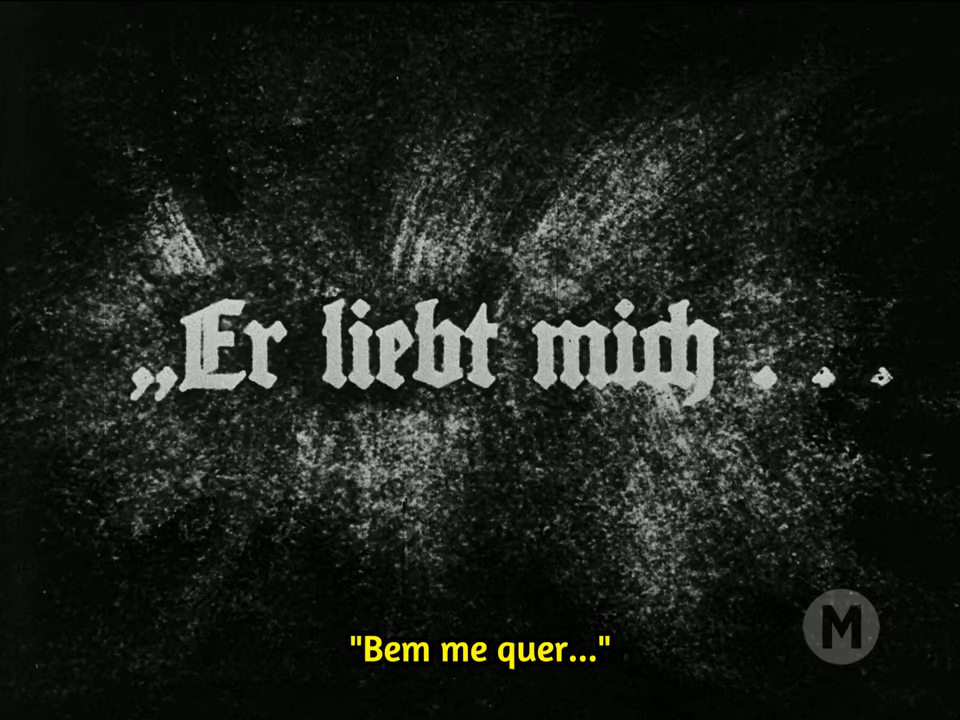 „Er liebt mich . . .
M
"Bem me quer..."